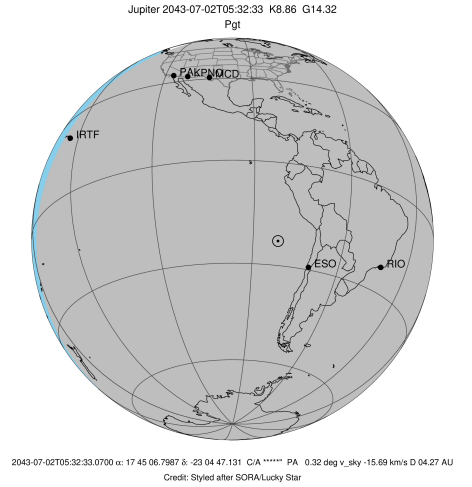 Jupiter 2043-07-02T05:32:33 K8.86 G14.32
Pgt
PAL KPNO MCD
IRTF
ESO RIO
2043-07-02T05:32:33.0700 α: 17 45 06.7987 δ: -23 04 47.131 C/A *****" PA 0.32 deg v_sky -15.69 km/s D 04.27 AU
Credit: Styled after SORA/Lucky Star